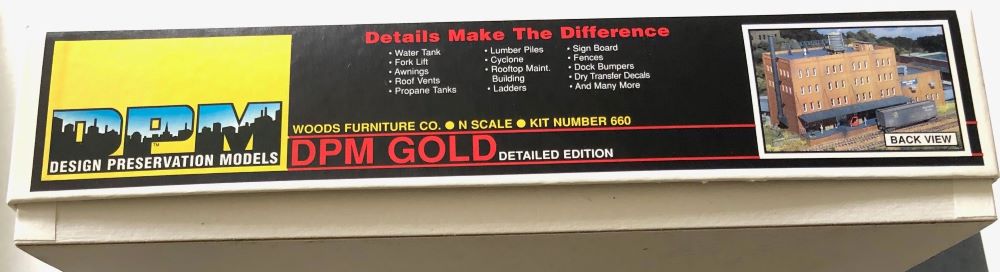 Details Make The Difference
• Water Tank
• Fork Lift
• Awnings
• Roof Vents
• Propane Tanks
• Lumber Piles
• Cyclone
• Rooftop Maint.
Building
• Ladders
• Sign Board
• Fences
• Dock Bumpers
• Dry Transfer Decals
• And Many More
DPM
TM
DESIGN PRESERVATION MODELS
WOODS FURNITURE CO. ● N SCALE ● KIT NUMBER 660
DPM GOLD DETAILED EDITION
BACK VIEW